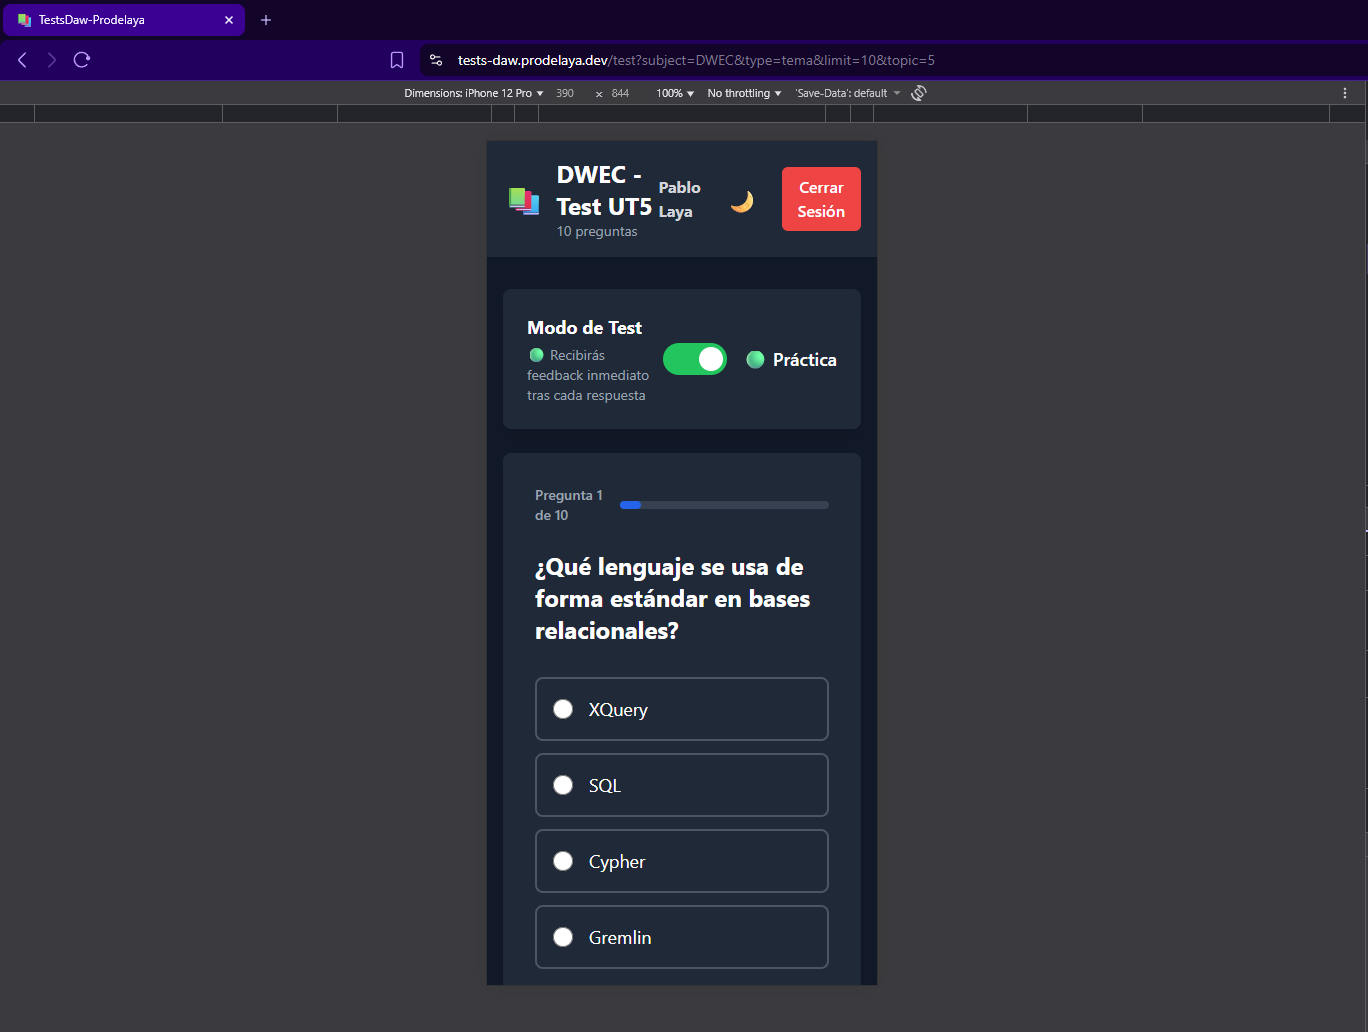 TestsDaw-Prodelaya
tests-daw.prodelaya.dev/test?subject=DWEC&type=tema&limit=10&topic=5
Dimensions: iPhone 12 Pro 390 × 844 100% No throttling 'Save-Data': default
DWEC -
Test UT5
10 preguntas
Pablo
Laya
Cerrar
Sesión
Modo de Test
Recibirás
feedback inmediato
tras cada respuesta
Práctica
Pregunta 1
de 10
¿Qué lenguaje se usa de
forma estándar en bases
relacionales?
XQuery
SQL
Cypher
Gremlin